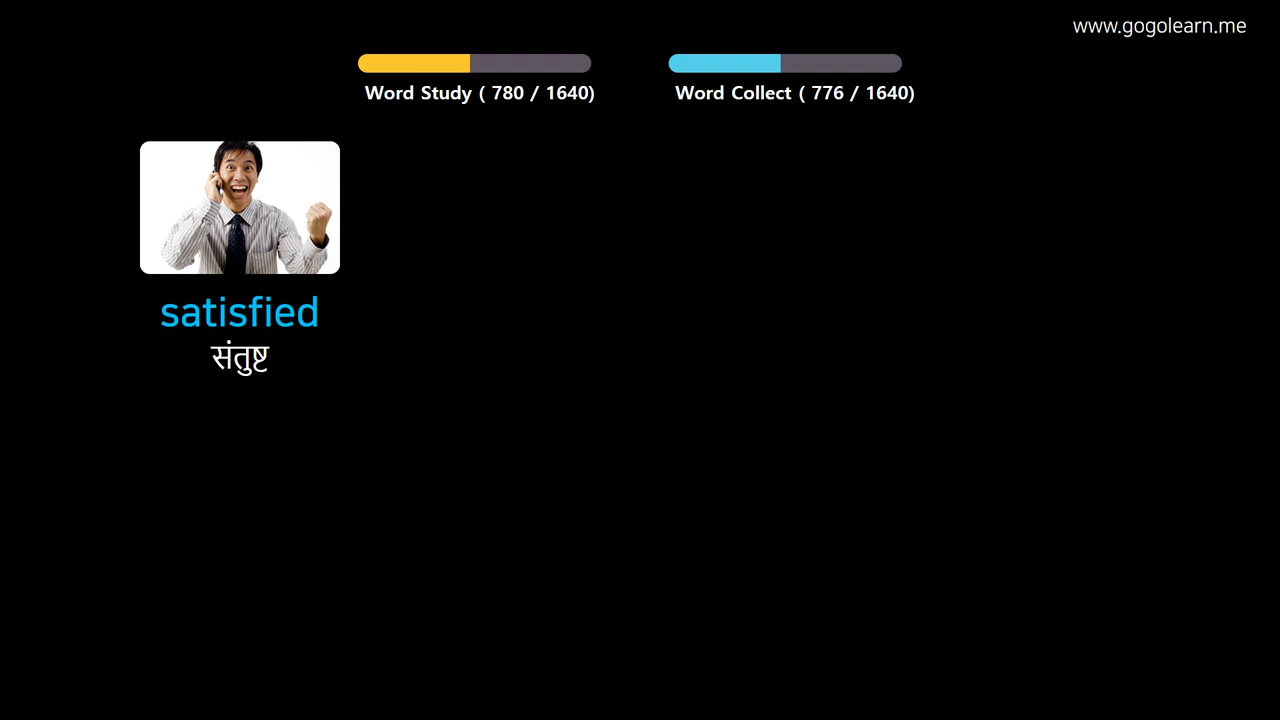 www.gogolearn.me
Word Study ( 780 / 1640)
Word Collect ( 776 / 1640)
satisfied
संतुष्ट